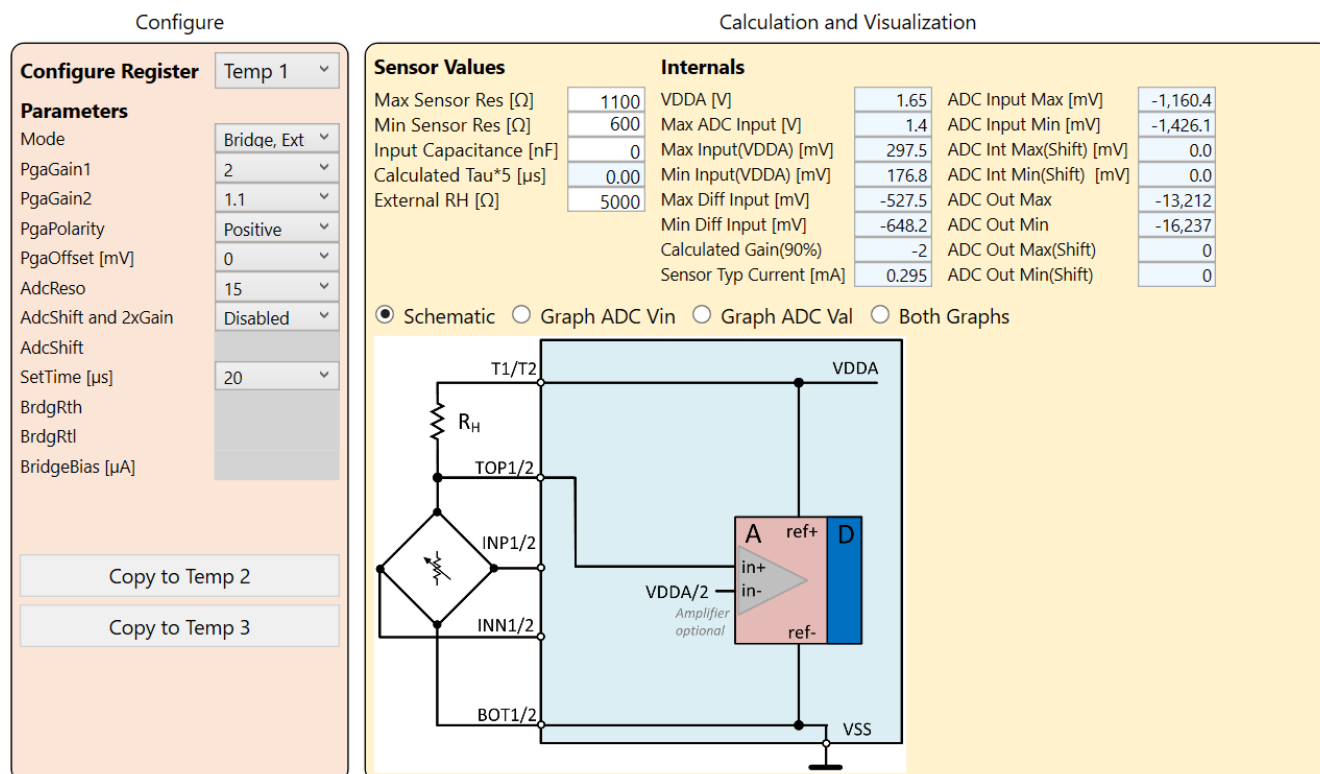 Configure
Calculation and Visualization
Configure Register Temp 1
Parameters
Mode Bridge, Ext
PgaGain1 2
PgaGain2 1.1
PgaPolarity Positive
PgaOffset [mV] 0
AdcReso 15
AdcShift and 2xGain Disabled
AdcShift
SetTime [µs] 20
BrdgRth
BrdgRtl
BridgeBias [µA]
Copy to Temp 2
Copy to Temp 3
Sensor Values
Max Sensor Res [Ω] 1100
Min Sensor Res [Ω] 600
Input Capacitance [nF] 0
Calculated Tau*5 [µs] 0.00
External RH [Ω] 5000
Internals
VDDA [V] 1.65
Max ADC Input [V] 1.4
Max Input(VDDA) [mV] 297.5
Min Input(VDDA) [mV] 176.8
Max Diff Input [mV] -527.5
Min Diff Input [mV] -648.2
Calculated Gain(90%) -2
Sensor Typ Current [mA] 0.295
ADC Input Max [mV] -1,160.4
ADC Input Min [mV] -1,426.1
ADC Int Max(Shift) [mV] 0.0
ADC Int Min(Shift) [mV] 0.0
ADC Out Max -13,212
ADC Out Min -16,237
ADC Out Max(Shift) 0
ADC Out Min(Shift) 0
Schematic Graph ADC Vin Graph ADC Val Both Graphs
T1/T2
VDDA
RH
TOP1/2
A ref+ D
INP1/2
in+
VDDA/2 in-
Amplifier
optional
INN1/2
ref-
BOT1/2
VSS